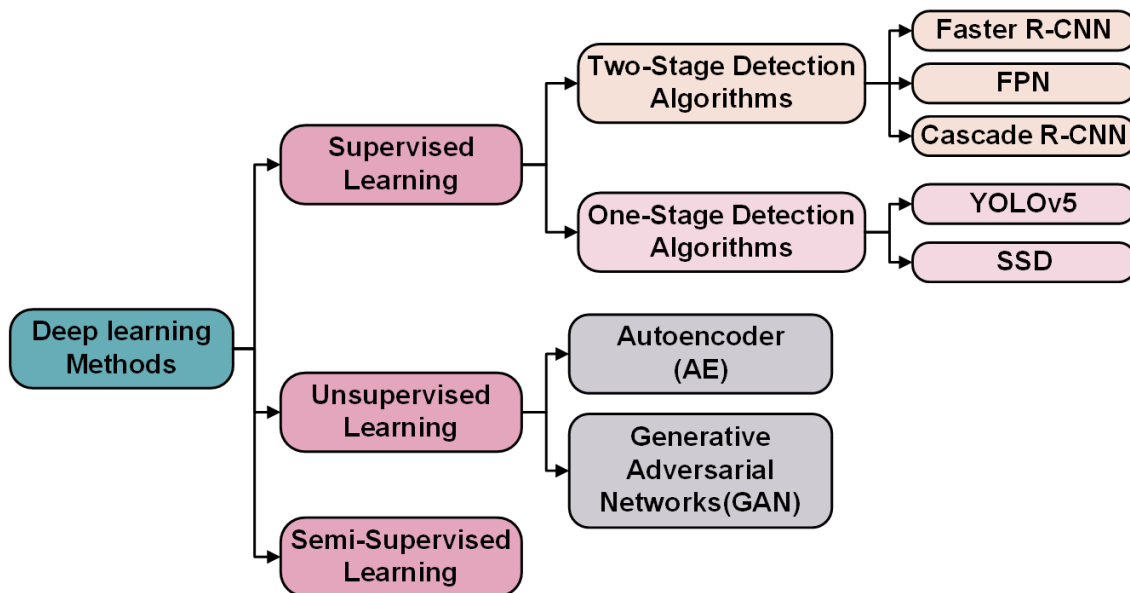 Deep learning
Methods
Supervised
Learning
Two-Stage Detection
Algorithms
Faster R-CNN
FPN
Cascade R-CNN
One-Stage Detection
Algorithms
YOLOv5
SSD
Unsupervised
Learning
Autoencoder
(AE)
Generative
Adversarial
Networks(GAN)
Semi-Supervised
Learning